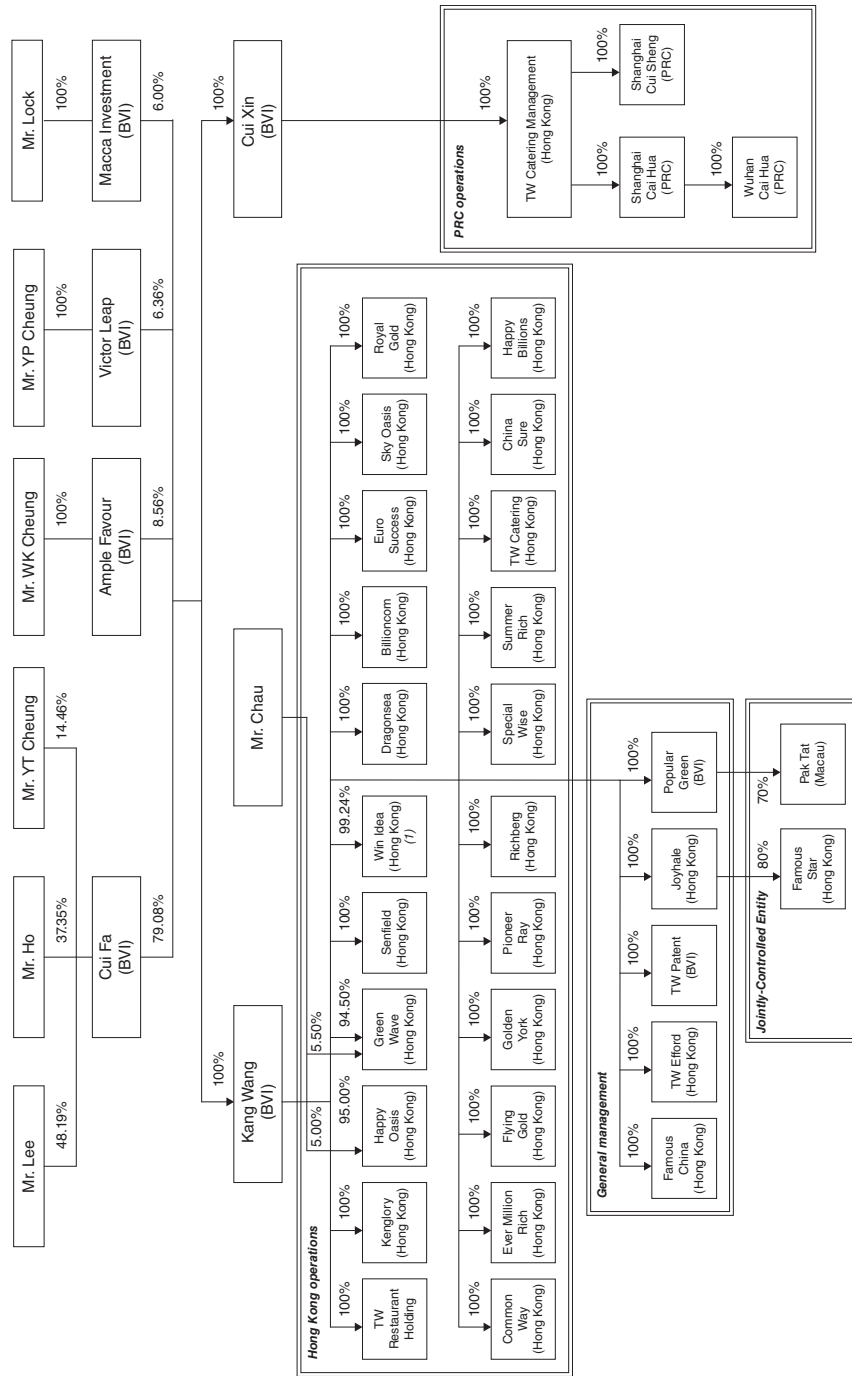 Mr. Lee
Mr. Ho
Mr. YT Cheung
Mr. WK Cheung
Mr. YP Cheung
Mr. Lock
48.19%
37.35%
14.46%
100%
100%
100%
Cui Fa
(BVI)
Ample Favour
(BVI)
Victor Leap
(BVI)
Macca Investment
(BVI)
79.08%
8.56%
6.36%
6.00%
100%
100%
Kang Wang
(BVI)
Mr. Chau
Cui Xin
(BVI)
Hong Kong operations
5.00%
5.50%
100%
100%
95.00%
94.50%
100%
99.24%
100%
100%
100%
100%
100%
TW
Restaurant
Holding
Kenglory
(Hong Kong)
Happy
Oasis
(Hong Kong)
Green
Wave
(Hong Kong)
Senfield
(Hong Kong)
Win Idea
(Hong Kong)
(1)
Dragonsea
(Hong Kong)
Billioncom
(Hong Kong)
Euro
Success
(Hong Kong)
Sky Oasis
(Hong Kong)
Royal
Gold
(Hong Kong)
100%
100%
100%
100%
100%
100%
100%
100%
100%
100%
100%
Common
Way
(Hong Kong)
Ever Million
Rich
(Hong Kong)
Flying
Gold
(Hong Kong)
Golden
York
(Hong Kong)
Pioneer
Ray
(Hong Kong)
Richberg
(Hong Kong)
Special
Wise
(Hong Kong)
Summer
Rich
(Hong Kong)
TW Catering
(Hong Kong)
China
Sure
(Hong Kong)
Happy
Billions
(Hong Kong)
PRC operations
100%
TW Catering Management
(Hong Kong)
100%
100%
Shanghai
Cai Hua
(PRC)
Shanghai
Cui Sheng
(PRC)
100%
Wuhan
Cai Hua
(PRC)
General management
100%
100%
100%
100%
100%
Famous
China
(Hong Kong)
TW Efford
(Hong Kong)
TW Patent
(BVI)
Joyhale
(Hong Kong)
Popular
Green
(BVI)
Jointly-Controlled Entity
80%
70%
Famous
Star
(Hong Kong)
Pak Tat
(Macau)